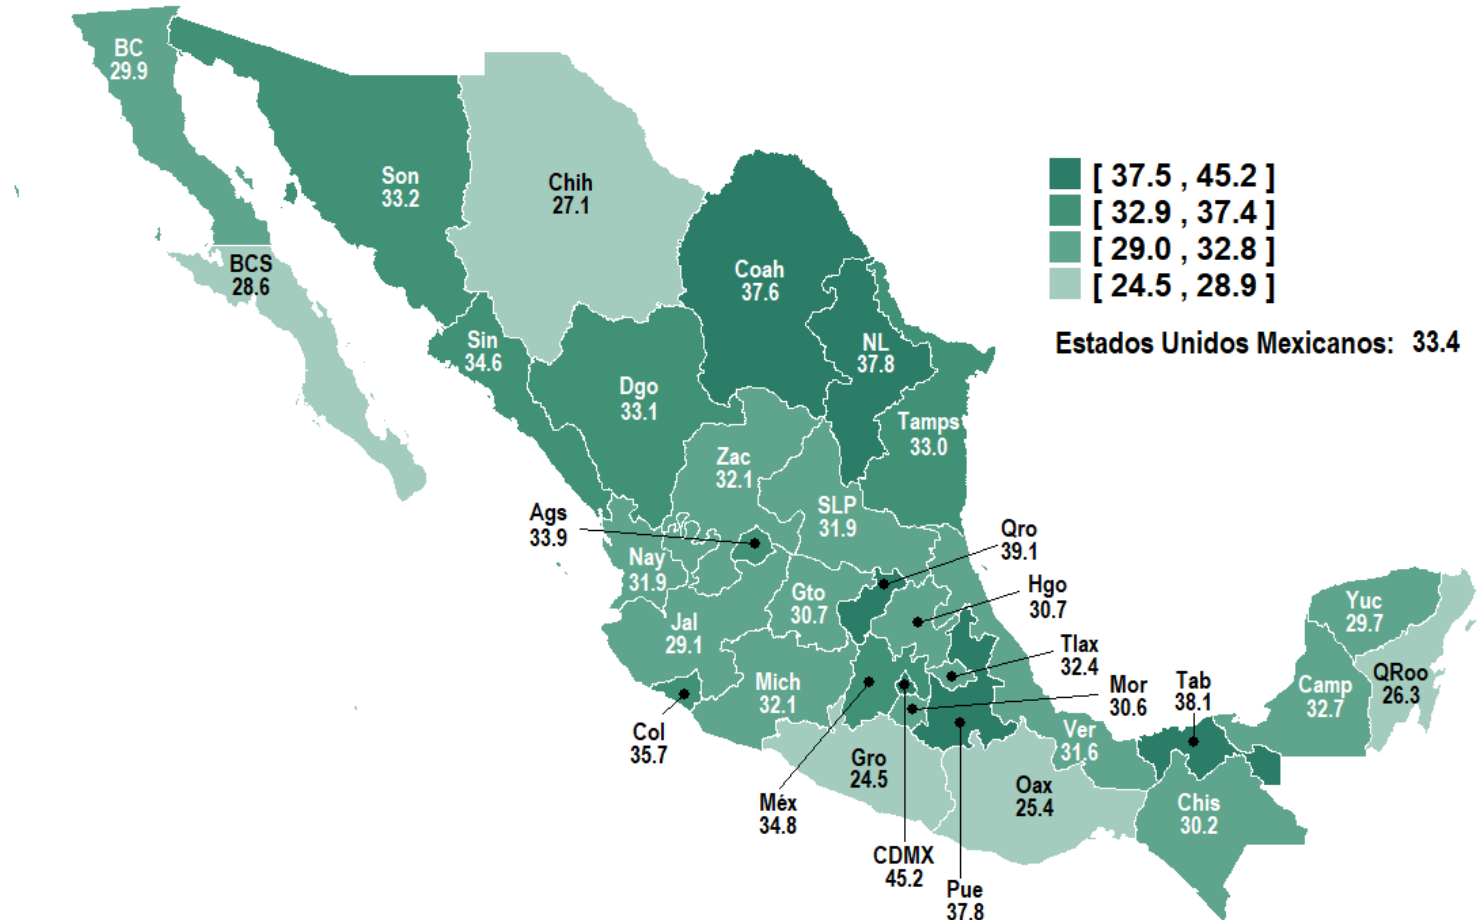 BC
29.9
Son
33.2
Chih
27.1
BCS
28.6
Coah
37.6
[ 37.5 , 45.2 ]
[ 32.9 , 37.4 ]
[ 29.0 , 32.8 ]
[ 24.5 , 28.9 ]
Estados Unidos Mexicanos: 33.4
Sin
34.6
NL
37.8
Dgo
33.1
Tamps
33.0
Zac
32.1
SLP
31.9
Ags
33.9
Qro
39.1
Nay
31.9
Gto
30.7
Hgo
30.7
Jal
29.1
Yuc
29.7
Tlax
32.4
Mich
32.1
Mor
30.6
Tab
38.1
Camp
32.7
QRoo
26.3
Col
35.7
Ver
31.6
Gro
24.5
Oax
25.4
Méx
34.8
Chis
30.2
CDMX
45.2
Pue
37.8